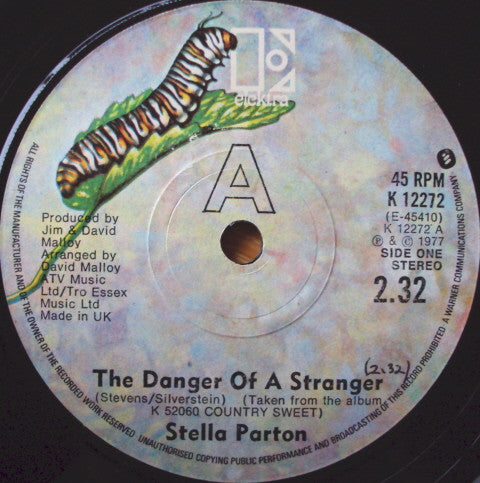 elektra
A
45 RPM
K 12272
(E-45410)
K 12272 A
℗ & © 1977
SIDE ONE
STEREO
2.32
Produced by
Jim & David
Malloy
Arranged by
David Malloy
ATV Music
Ltd/Tro Essex
Music Ltd
Made in UK
(2.32)
The Danger Of A Stranger
(Stevens/Silverstein) (Taken from the album
K 52060 COUNTRY SWEET)
Stella Parton
ALL RIGHTS OF THE MANUFACTURER AND OF THE OWNER OF THE RECORDED WORK RESERVED UNAUTHORISED COPYING PUBLIC PERFORMANCE AND BROADCASTING OF THIS RECORD PROHIBITED A WARNER COMMUNICATIONS COMPANY